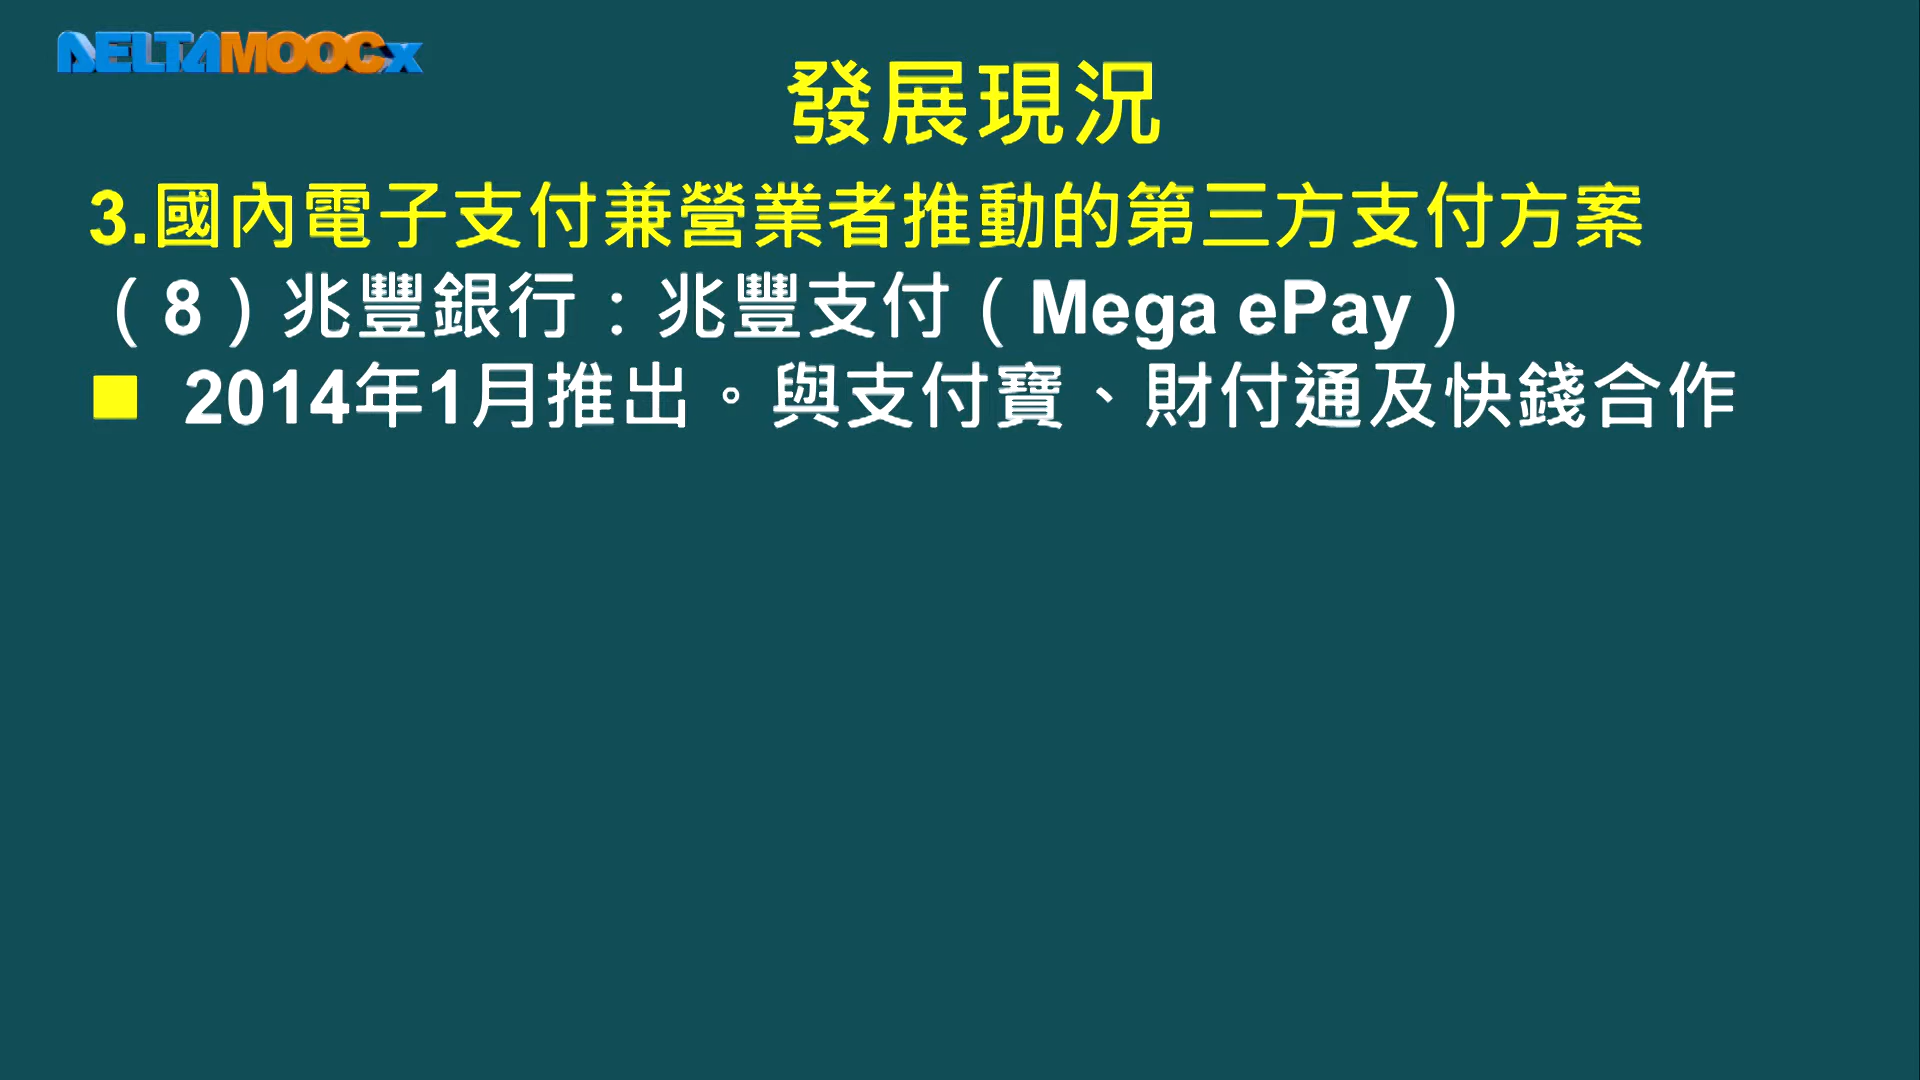 DELTAMOOCx
發展現況
3.國內電子支付兼營業者推動的第三方支付方案
（8）兆豐銀行：兆豐支付（Mega ePay）
■ 2014年1月推出。與支付寶、財付通及快錢合作